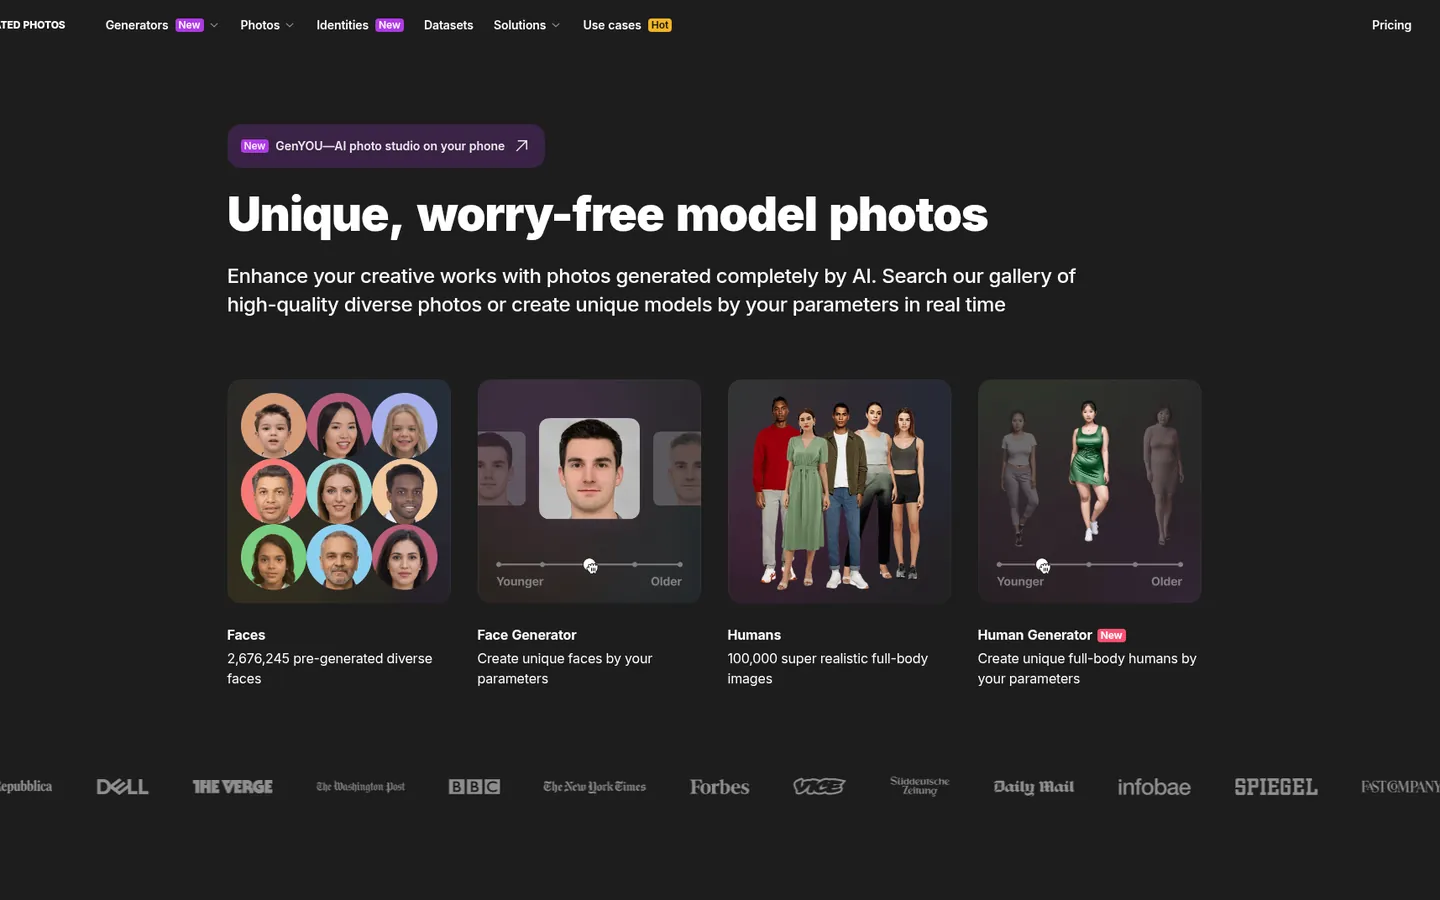 ATED PHOTOS
Generators New
Photos
Identities New
Datasets
Solutions
Use cases Hot
Pricing
New GenYOU—AI photo studio on your phone
Unique, worry-free model photos
Enhance your creative works with photos generated completely by AI. Search our gallery of
high-quality diverse photos or create unique models by your parameters in real time
Younger Older
Younger Older
Faces
2,676,245 pre-generated diverse
faces
Face Generator
Create unique faces by your
parameters
Humans
100,000 super realistic full-body
images
Human Generator New
Create unique full-body humans by
your parameters
Repubblica
DELL
THE VERGE
The Washington Post
BBC
The New York Times
Forbes
VICE
Süddeutsche
Zeitung
Daily Mail
infobae
SPIEGEL
FAST COMPANY